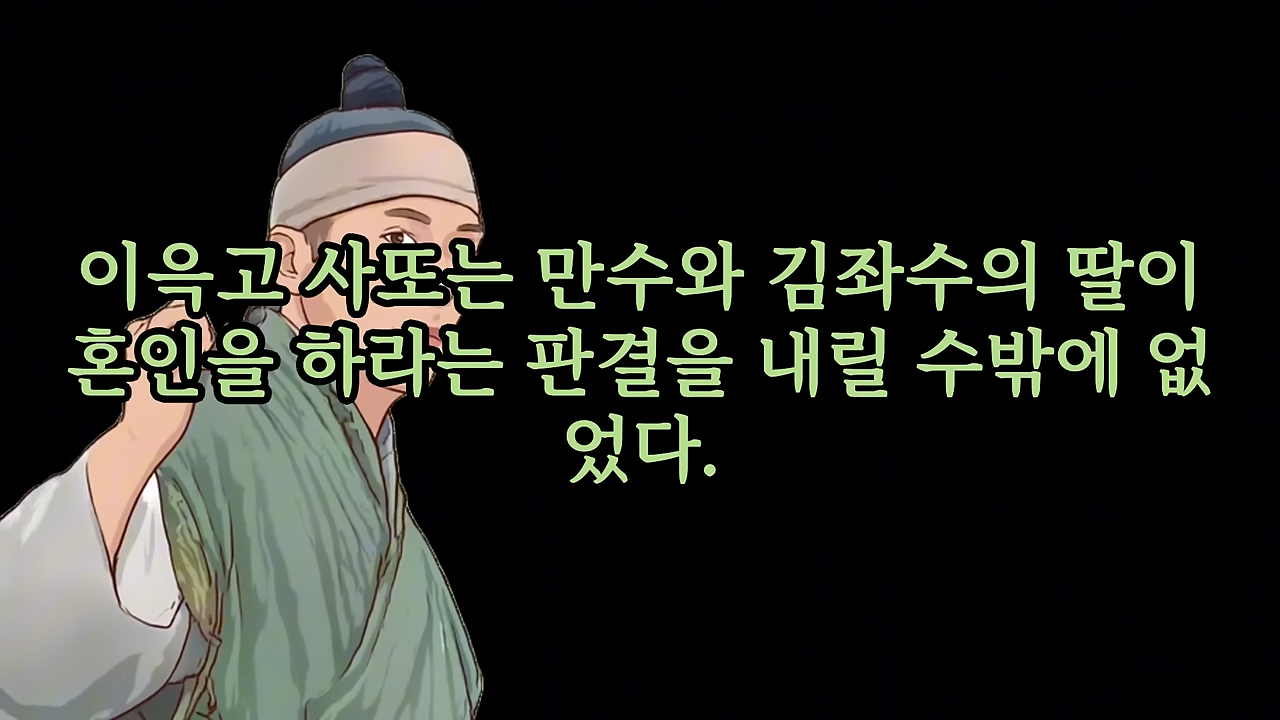 이윽고 사또는 만수와 김좌수의 딸이
혼인을 하라는 판결을 내릴 수밖에 없
었다.